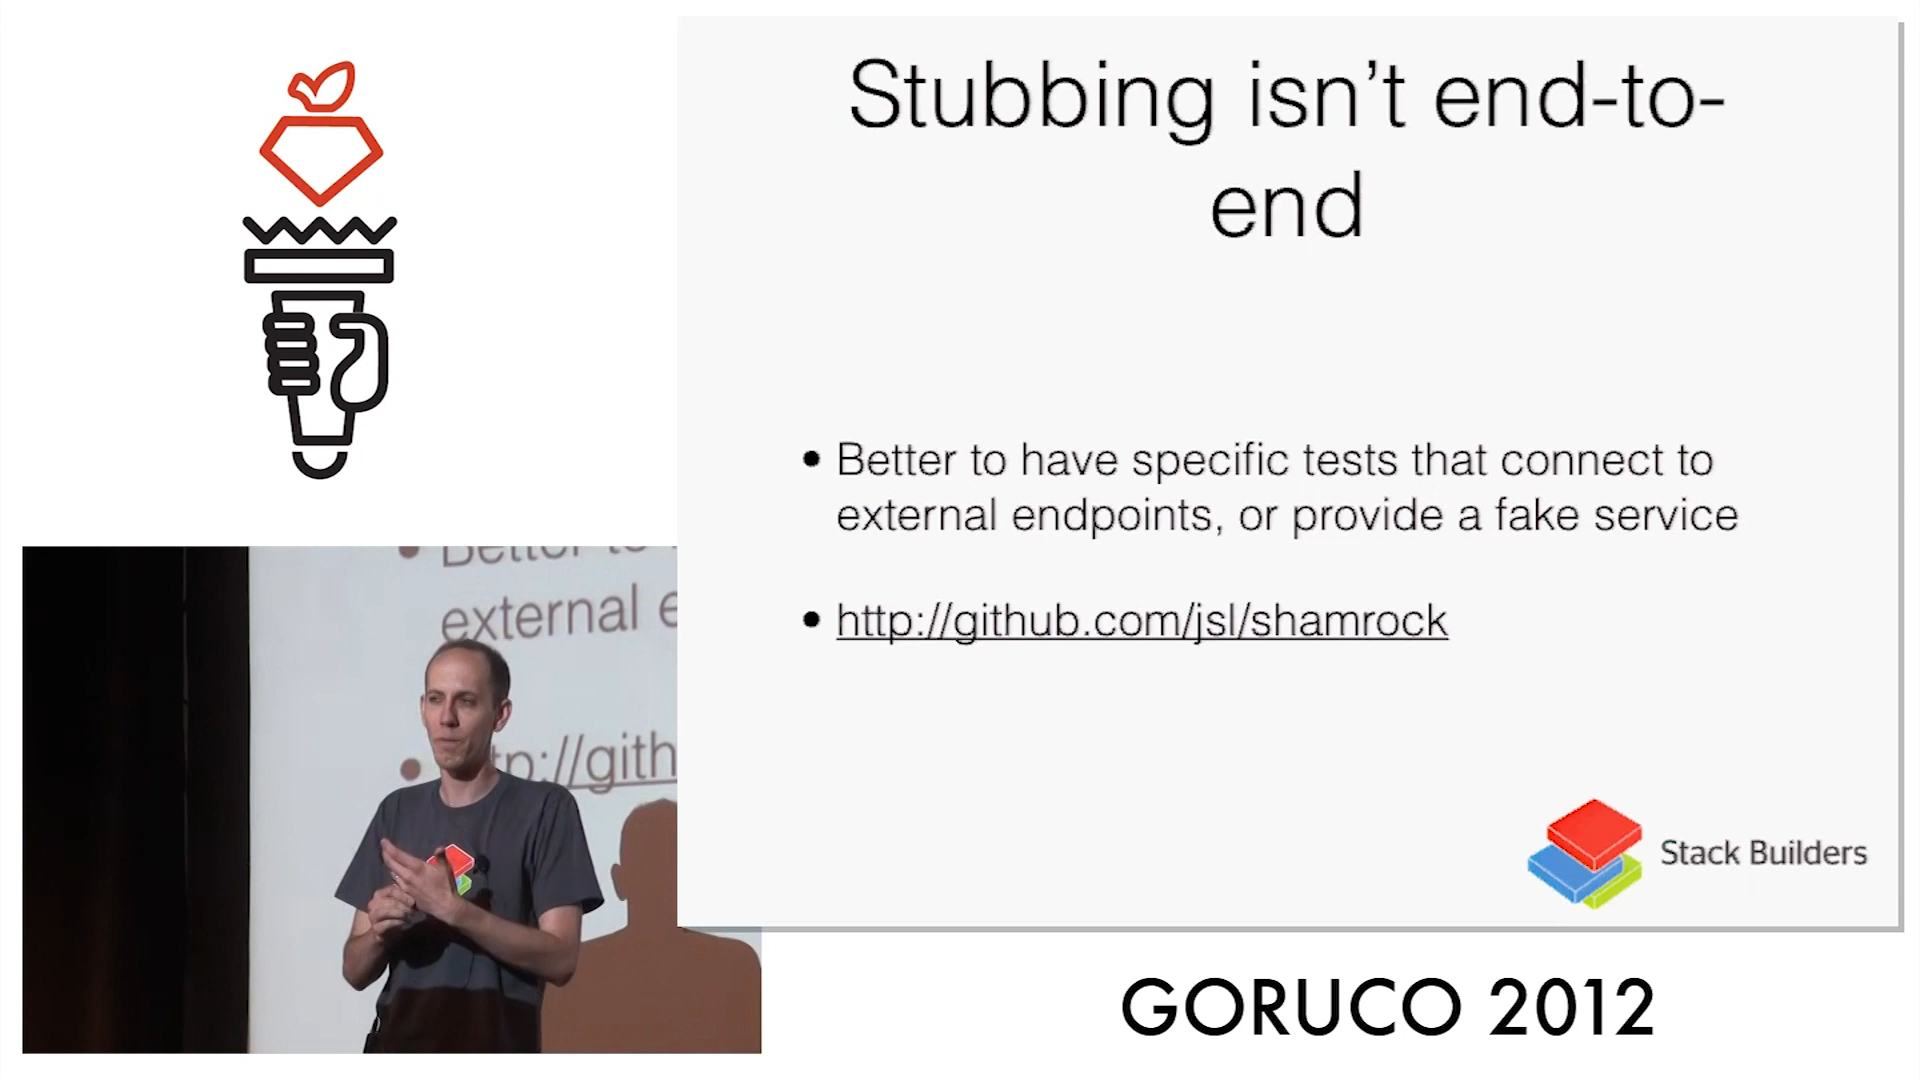 Stubbing isn’t end-to-
end
• Better to have specific tests that connect to
external endpoints, or provide a fake service
• http://github.com/jsl/shamrock
Stack Builders
• Better to
external e
tp://gith
GORUCO 2012